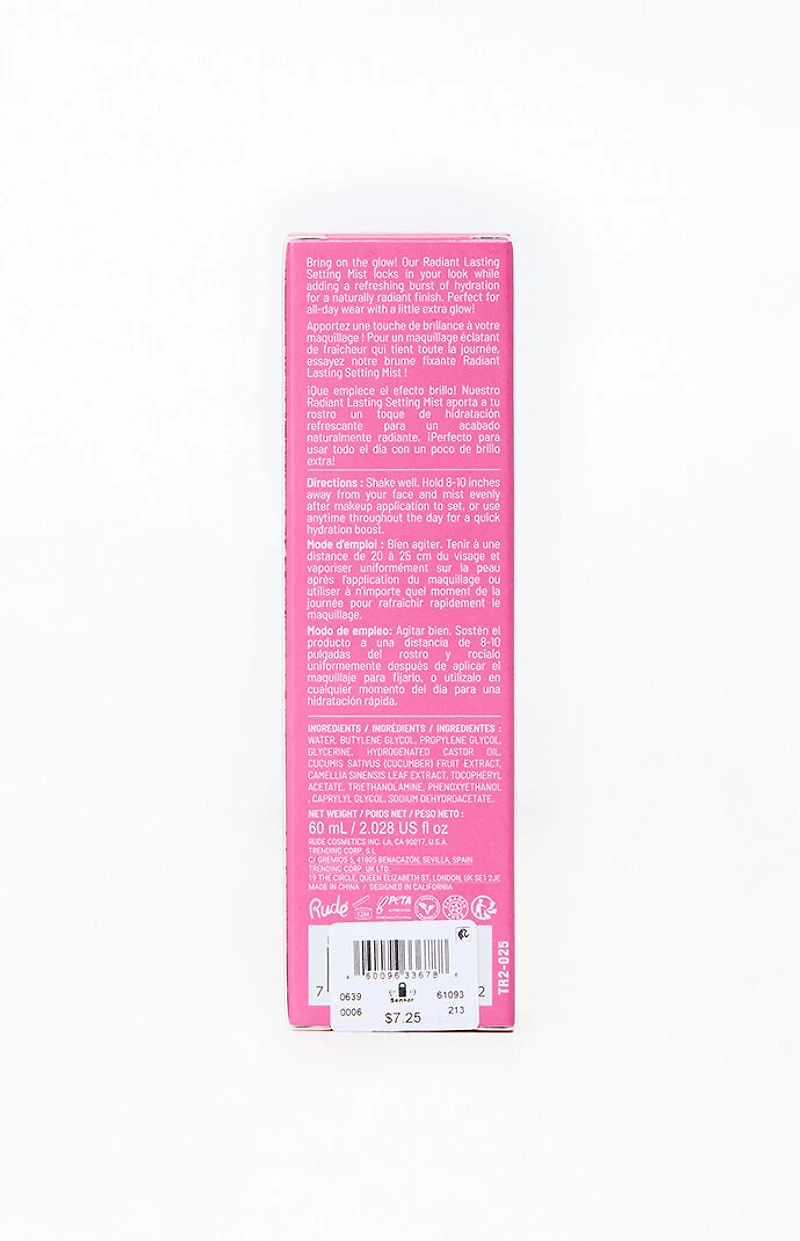 Bring on the glow! Our Radiant Lasting
Setting Mist locks in your look while
adding a refreshing burst of hydration
for a naturally radiant finish. Perfect for
all-day wear with a little extra glow!
Apportez une touche de brillance à votre
maquillage ! Pour un maquillage éclatant
de fraîcheur qui tient toute la journée,
essayez notre brume fixante Radiant
Lasting Setting Mist !
¡Que empiece el efecto brillo! Nuestro
Radiant Lasting Setting Mist aporta a tu
rostro un toque de hidratación
refrescante para un acabado
naturalmente radiante. ¡Perfecto para
usar todo el día con un poco de brillo
extra!
Directions : Shake well. Hold 8-10 inches
away from your face and mist evenly
after makeup application to set, or use
anytime throughout the day for a quick
hydration boost.
Mode d'emploi : Bien agiter. Tenir à une
distance de 20 à 25 cm du visage et
vaporiser uniformément sur la peau
après l'application du maquillage ou
utiliser à n'importe quel moment de la
journée pour rafraîchir rapidement le
maquillage.
Modo de empleo: Agitar bien. Sostén el
producto a una distancia de 8-10
pulgadas del rostro y rocíalo
uniformemente después de aplicar el
maquillaje para fijarlo, o utilízalo en
cualquier momento del día para una
hidratación rápida.
INGREDIENTS / INGRÉDIENTS / INGREDIENTES :
WATER, BUTYLENE GLYCOL, PROPYLENE GLYCOL,
GLYCERINE, HYDROGENATED CASTOR OIL,
CUCUMIS SATIVUS (CUCUMBER) FRUIT EXTRACT,
CAMELLIA SINENSIS LEAF EXTRACT, TOCOPHERYL
ACETATE, TRIETHANOLAMINE, PHENOXYETHANOL
, CAPRYLYL GLYCOL, SODIUM DEHYDROACETATE.
NET WEIGHT / POIDS NET / PESO NETO :
60 mL / 2.028 US fl oz
RUDE COSMETICS INC. LA, CA 90017, U.S.A.
TRENDING CORP. S.L
C/ GREMIOS 5, 41805 BENACAZÓN, SEVILLA, SPAIN
TRENDING CORP. UK LTD.
19 THE CIRCLE, QUEEN ELIZABETH ST, LONDON, UK SE1 2JE
MADE IN CHINA / DESIGNED IN CALIFORNIA
Rude 12M PETA
TR2-025
7 2
4 50096 33678 8
0639 Sensor 61093
0006 $7.25 213